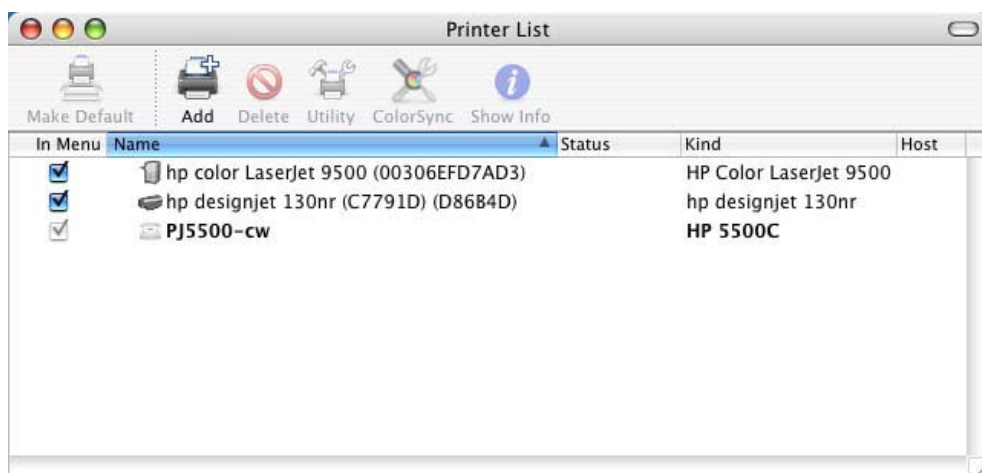 Printer List
Make Default Add Delete Utility ColorSync Show Info
In Menu Name Status Kind Host
hp color LaserJet 9500 (00306EFD7AD3) HP Color LaserJet 9500
hp designjet 130nr (C7791D) (D86B4D) hp designjet 130nr
PJ5500-cw HP 5500C